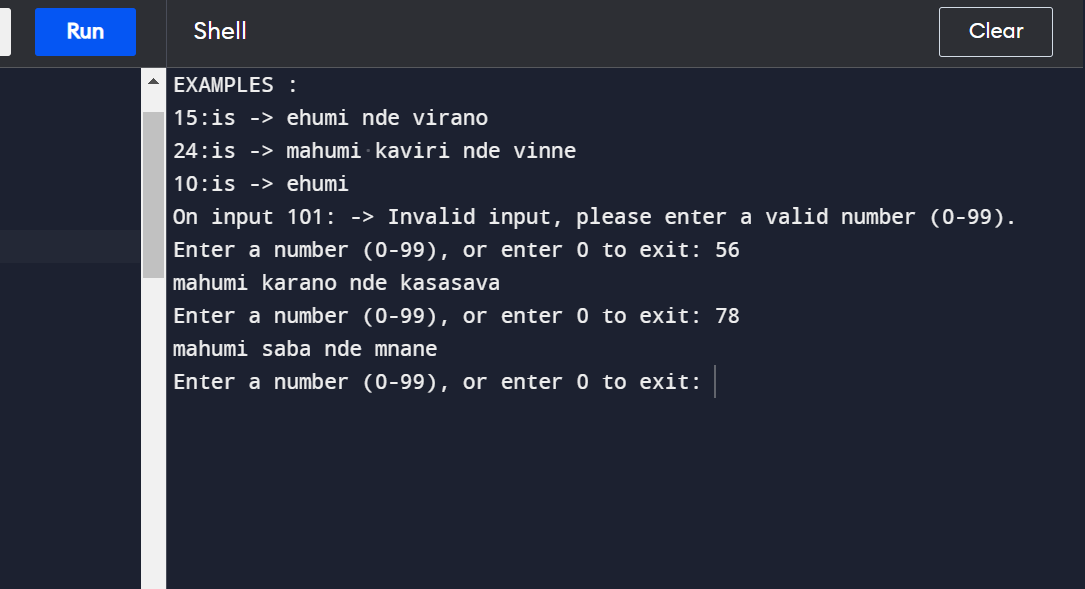 Run Shell Clear
EXAMPLES :
15:is -> ehumi nde virano
24:is -> mahumi kaviri nde vinne
10:is -> ehumi
On input 101: -> Invalid input, please enter a valid number (0-99).
Enter a number (0-99), or enter 0 to exit: 56
mahumi karano nde kasasava
Enter a number (0-99), or enter 0 to exit: 78
mahumi saba nde mnane
Enter a number (0-99), or enter 0 to exit: